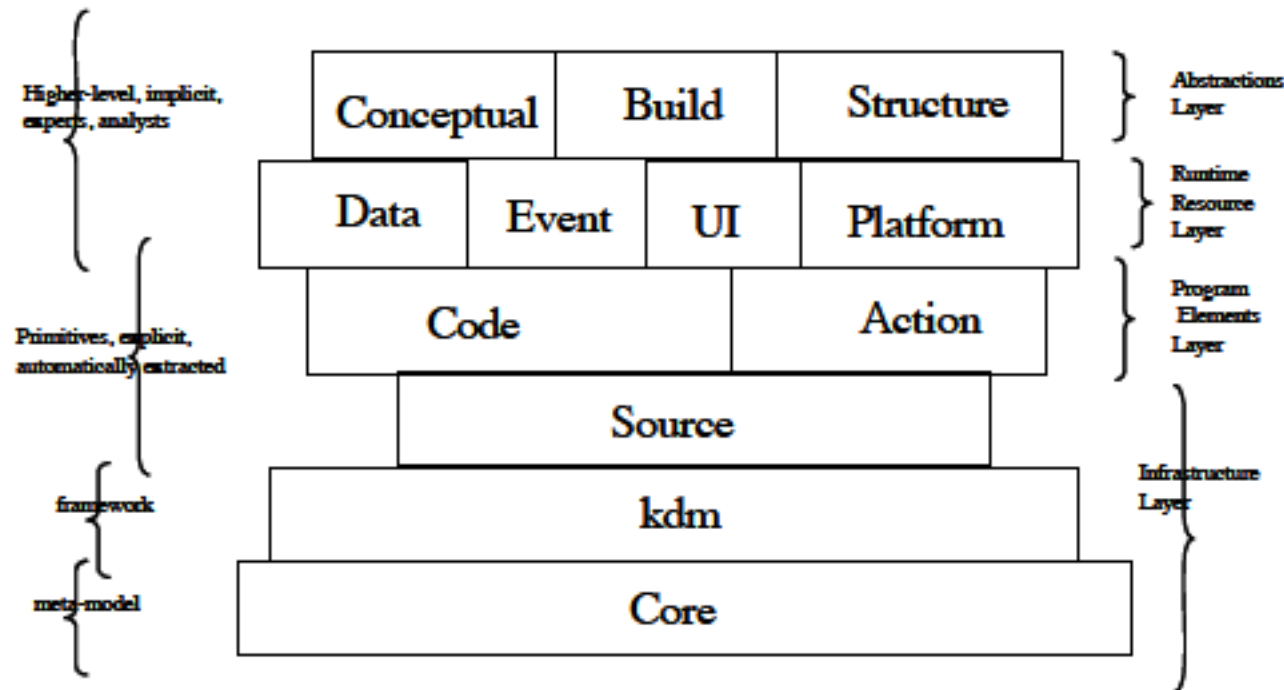 Higher-level, implicit,
experts, analysts
Conceptual
Build
Structure
Abstractions
Layer
Data
Event
UI
Platform
Runtime
Resource
Layer
Primitives, explicit,
automatically extracted
Code
Action
Program
Elements
Layer
Source
framework
kdm
Infrastructure
Layer
meta-model
Core